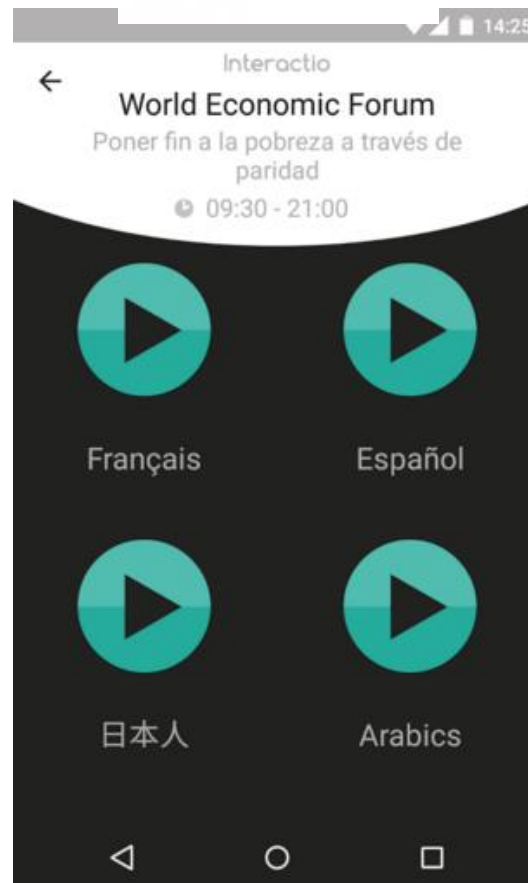 14:25
Interactio
World Economic Forum
Poner fin a la pobreza a través de
paridad
09:30 - 21:00
Français
Español
日本人
Arabics